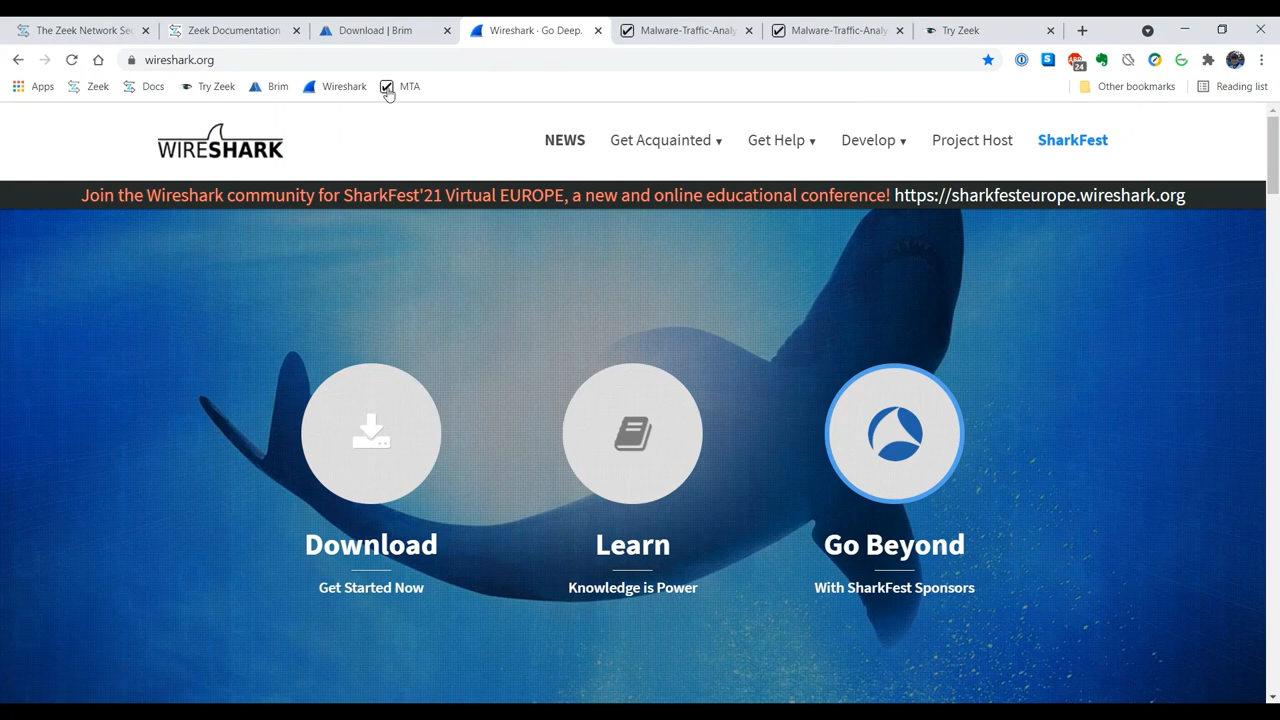 The Zeek Network Sec
Zeek Documentation
Download | Brim
Wireshark · Go Deep.
Malware-Traffic-Analy
Malware-Traffic-Analy
Try Zeek
wireshark.org
24
Apps
Zeek
Docs
Try Zeek
Brim
Wireshark
MTA
Other bookmarks
Reading list
WIRESHARK
NEWS
Get Acquainted ▾
Get Help ▾
Develop ▾
Project Host
SharkFest
Join the Wireshark community for SharkFest'21 Virtual EUROPE, a new and online educational conference! https://sharkfesteurope.wireshark.org
Download
Get Started Now
Learn
Knowledge is Power
Go Beyond
With SharkFest Sponsors